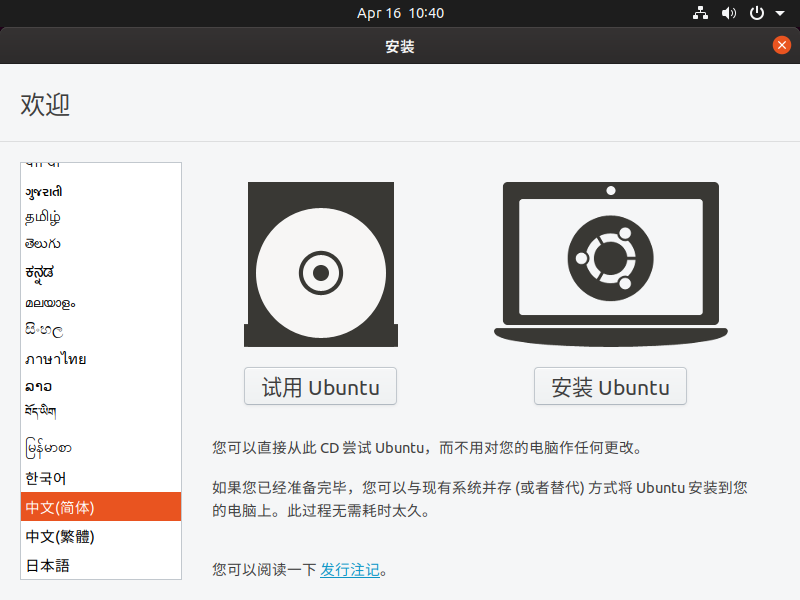 Apr 16 10:40
安装
欢迎
ગુજરાતી
தமிழ்
తెలుగు
ಕನ್ನಡ
മലയാളം
සිංහල
ภาษาไทย
ລາວ
བོད་ཡིག
မြန်မာစာ
한국어
中文(简体)
中文(繁體)
日本語
试用 Ubuntu
安装 Ubuntu
您可以直接从此 CD 尝试 Ubuntu，而不用对您的电脑作任何更改。
如果您已经准备完毕，您可以与现有系统并存 (或者替代) 方式将 Ubuntu 安装到您
的电脑上。此过程无需耗时太久。
您可以阅读一下 发行注记。